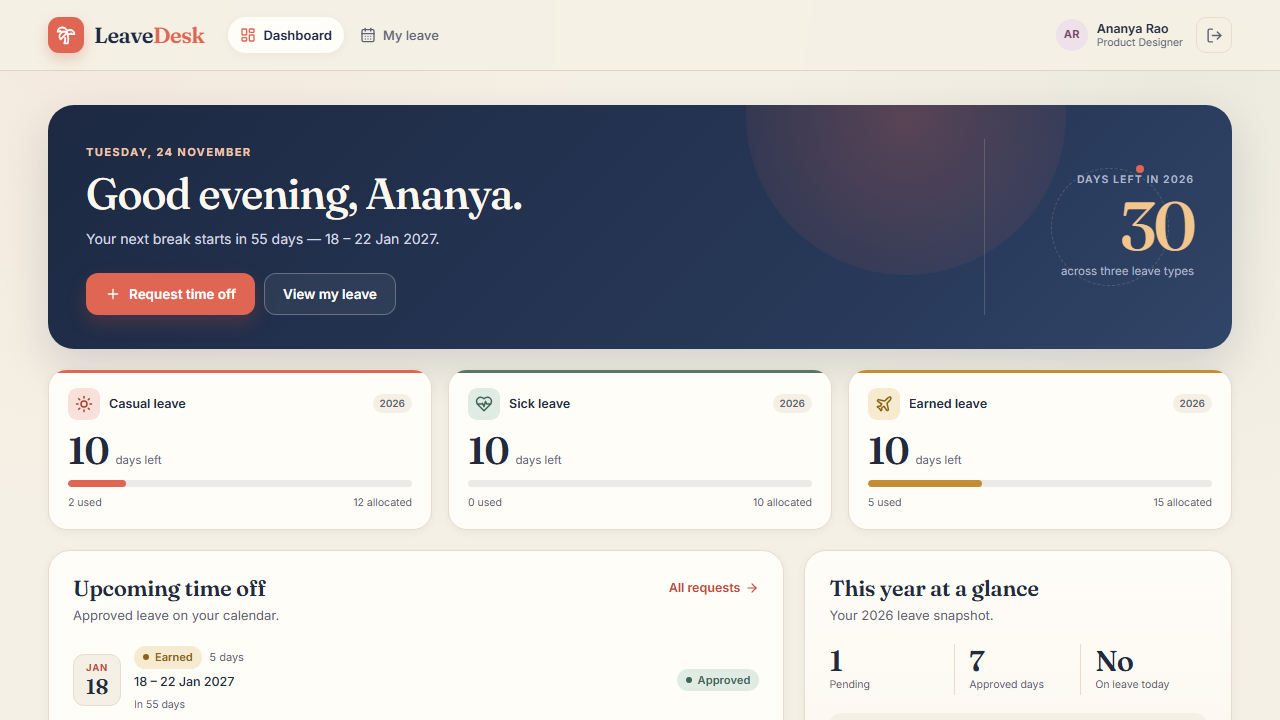 LeaveDesk
Dashboard
My leave
AR
Ananya Rao
Product Designer
TUESDAY, 24 NOVEMBER
Good evening, Ananya.
Your next break starts in 55 days — 18 – 22 Jan 2027.
Request time off
View my leave
DAYS LEFT IN 2026
30
across three leave types
Casual leave
2026
10 days left
2 used
12 allocated
Sick leave
2026
10 days left
0 used
10 allocated
Earned leave
2026
10 days left
5 used
15 allocated
Upcoming time off
All requests
Approved leave on your calendar.
JAN
18
Earned
5 days
18 – 22 Jan 2027
In 55 days
Approved
This year at a glance
Your 2026 leave snapshot.
1
Pending
7
Approved days
No
On leave today